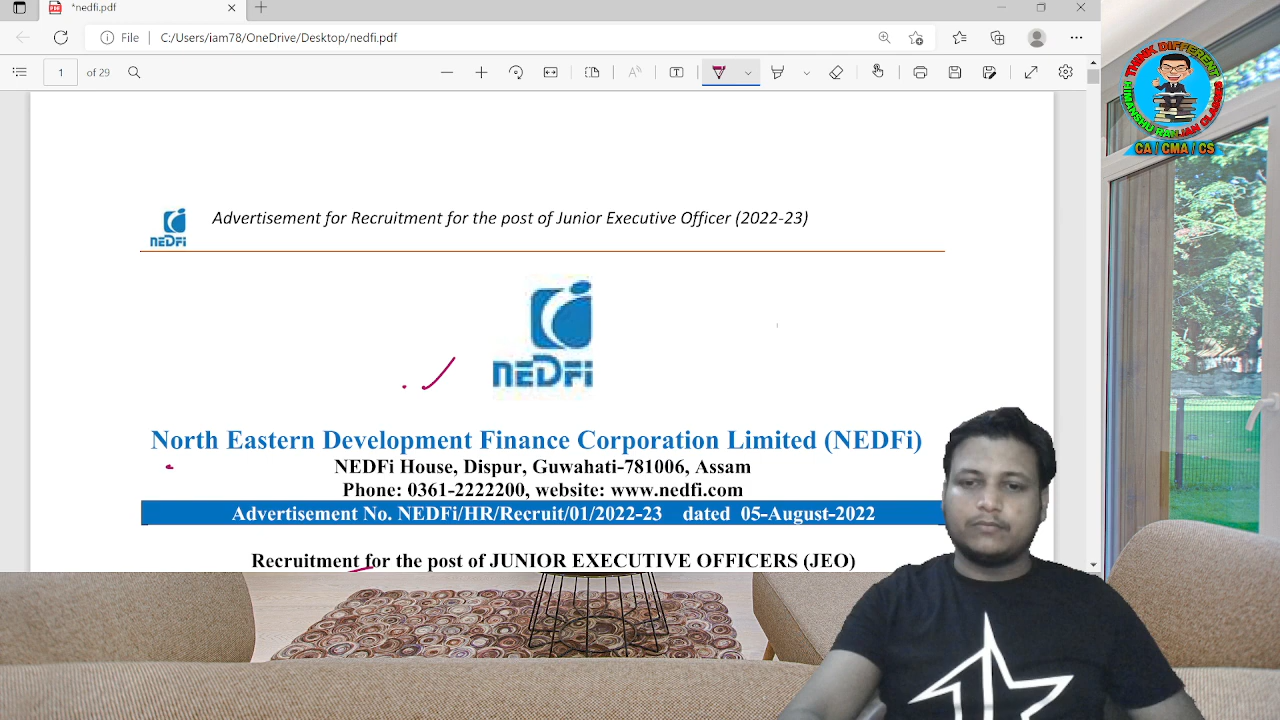 *nedfi.pdf
File
C:/Users/iam78/OneDrive/Desktop/nedfi.pdf
1 of 29
THINK DIFFERENT
HIMANSHU RANJAN CLASSES
CA / CMA / CS
NEDFi
Advertisement for Recruitment for the post of Junior Executive Officer (2022-23)
NEDFi
North Eastern Development Finance Corporation Limited (NEDFi)
NEDFi House, Dispur, Guwahati-781006, Assam
Phone: 0361-2222200, website: www.nedfi.com
Advertisement No. NEDFi/HR/Recruit/01/2022-23 dated 05-August-2022
Recruitment for the post of JUNIOR EXECUTIVE OFFICERS (JEO)